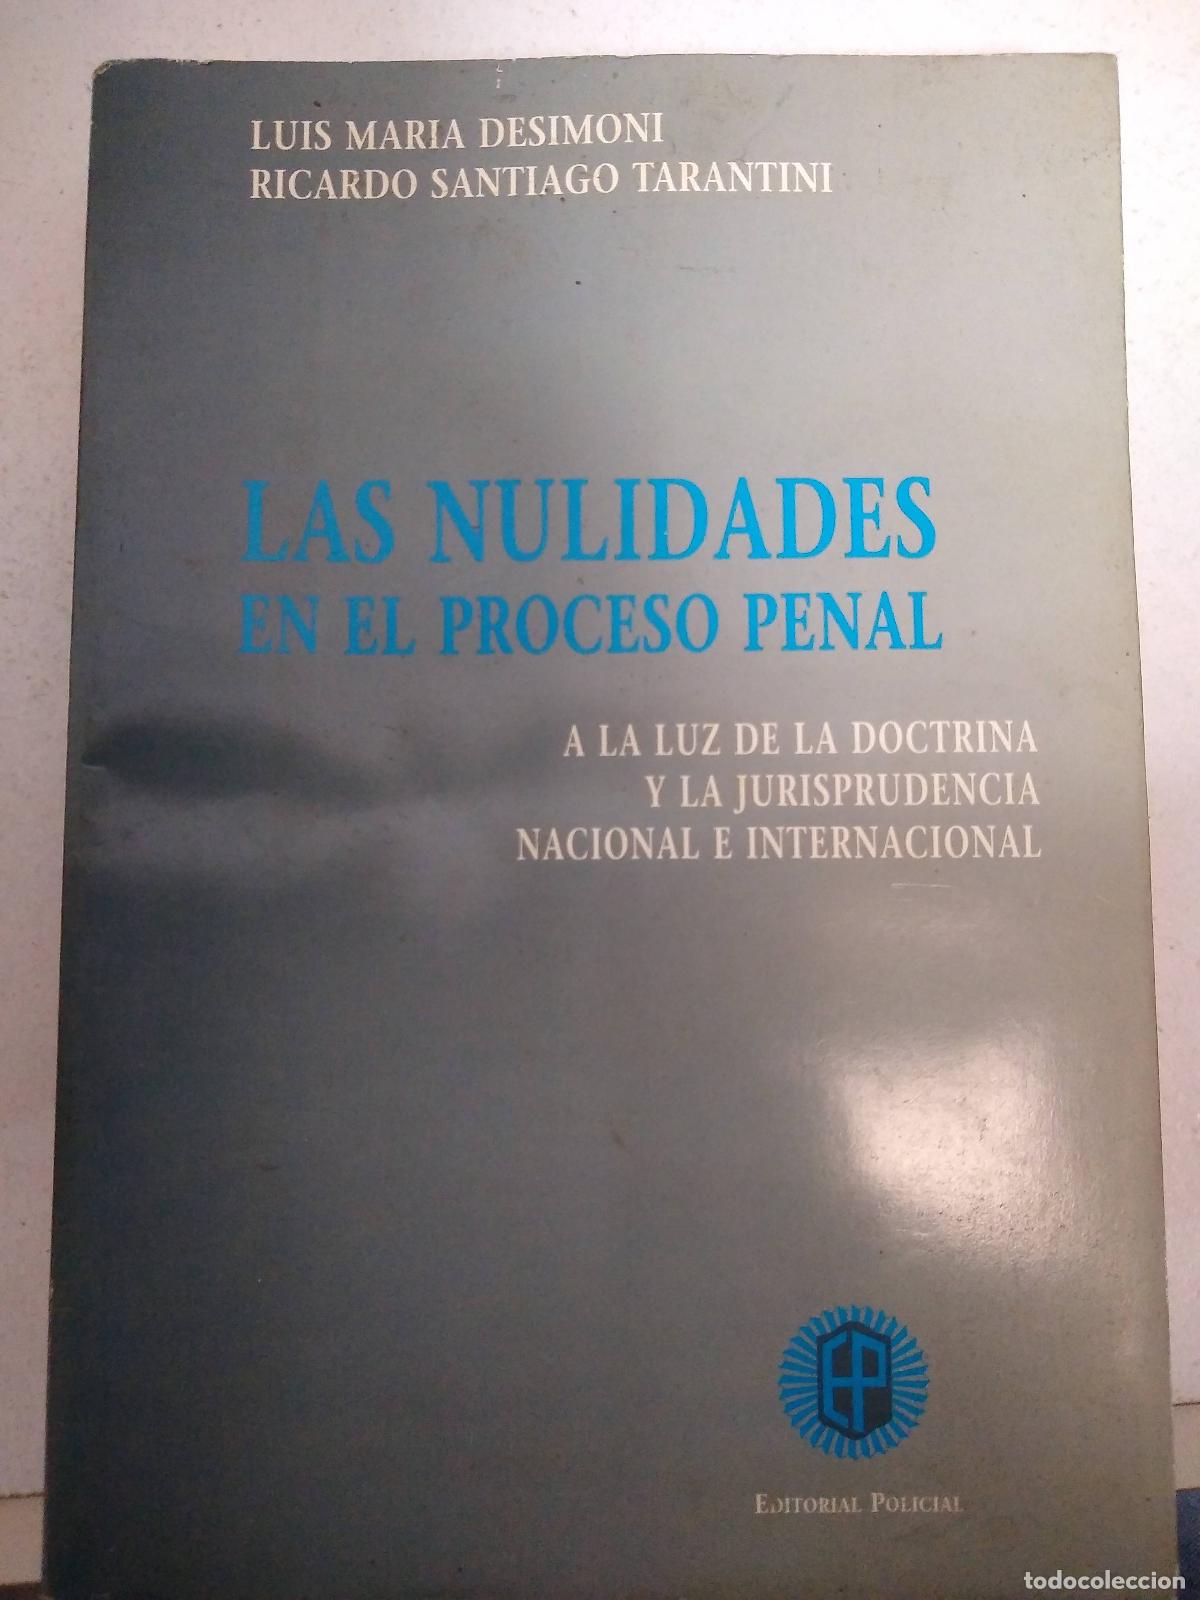 LUIS MARIA DESIMONI
RICARDO SANTIAGO TARANTINI
LAS NULIDADES
EN EL PROCESO PENAL
A LA LUZ DE LA DOCTRINA
Y LA JURISPRUDENCIA
NACIONAL E INTERNACIONAL
EP
EDITORIAL POLICIAL
todocoleccion